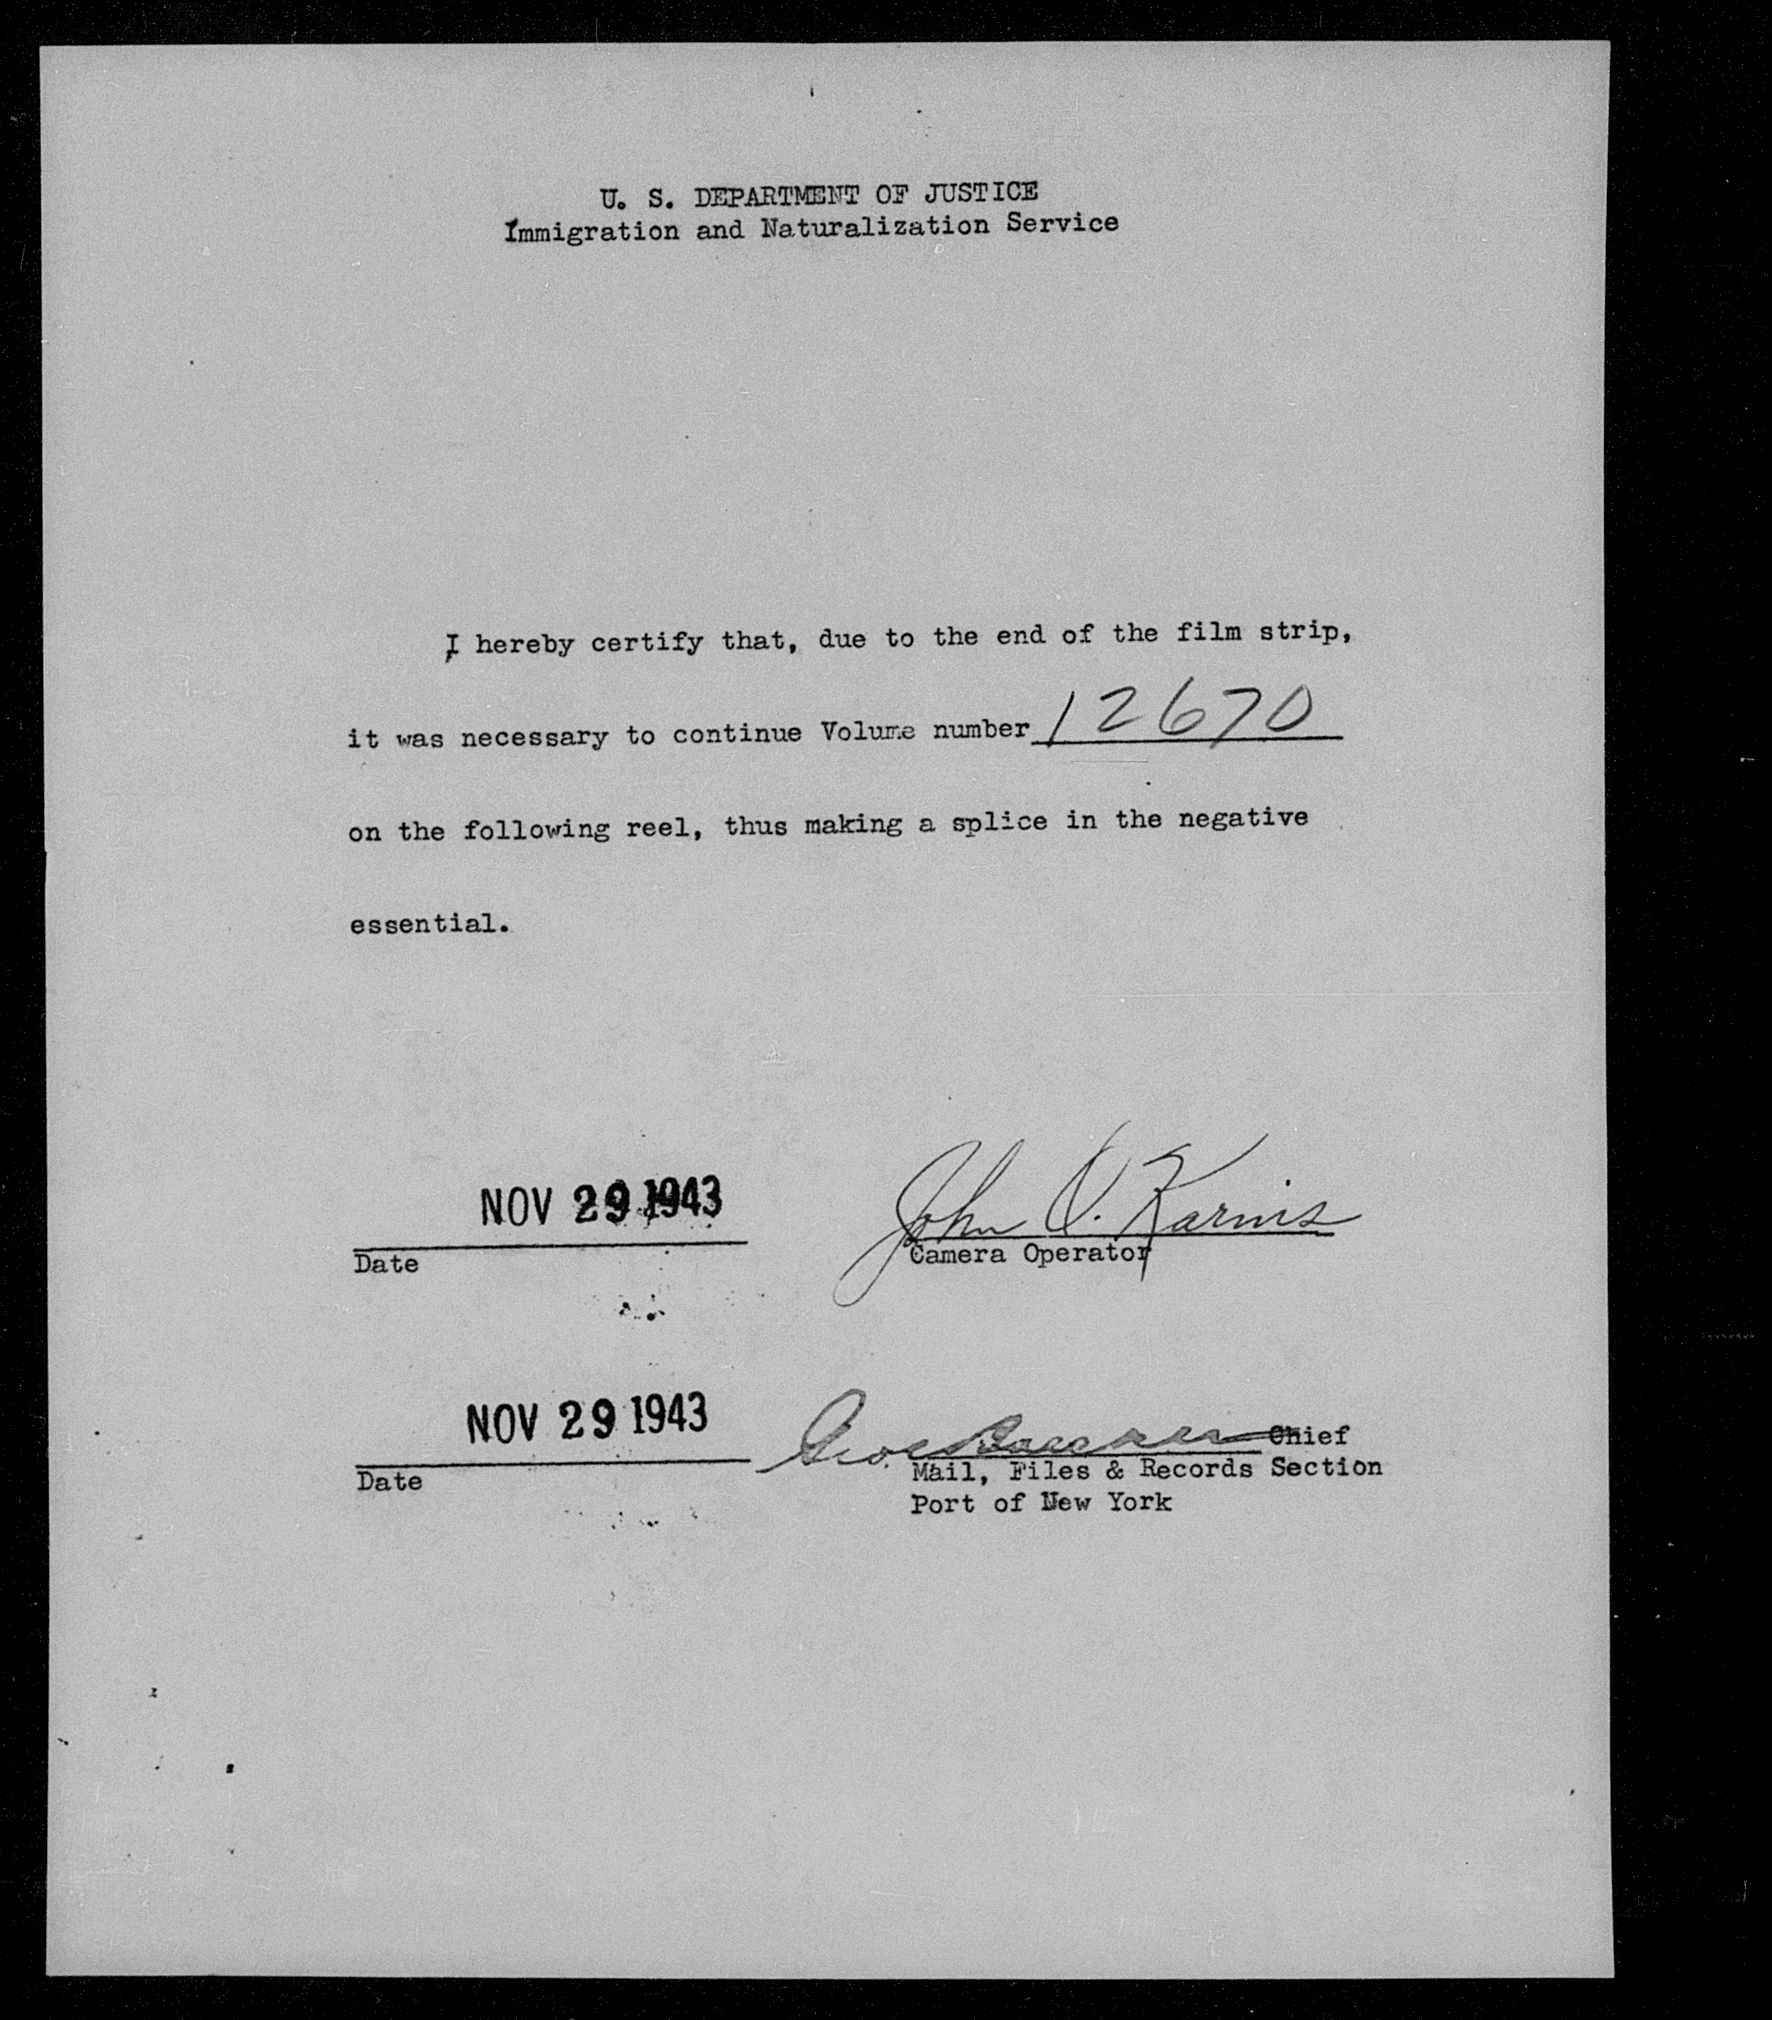 U. S. DEPARTMENT OF JUSTICE
Immigration and Naturalization Service
I hereby certify that, due to the end of the film strip,
it was necessary to continue Volume number 12670
on the following reel, thus making a splice in the negative
essential.
NOV 29 1943
John V. Karins
Date
Camera Operator
NOV 29 1943
Geo. Chief
Date
Mail, Files & Records Section
Port of New York